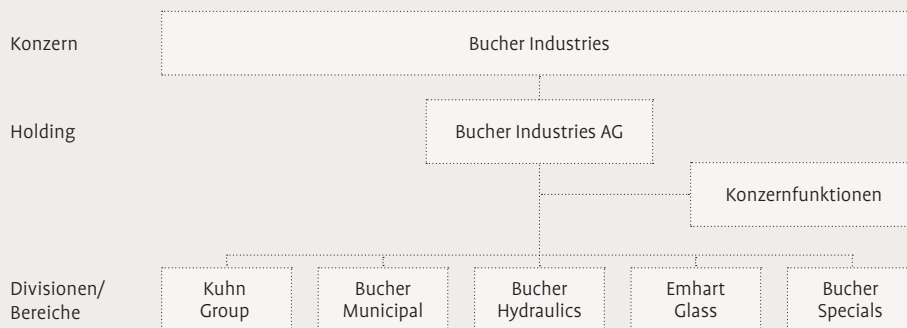 Konzern
Bucher Industries
Holding
Bucher Industries AG
Konzernfunktionen
Divisionen/
Bereiche
Kuhn
Group
Bucher
Municipal
Bucher
Hydraulics
Emhart
Glass
Bucher
Specials